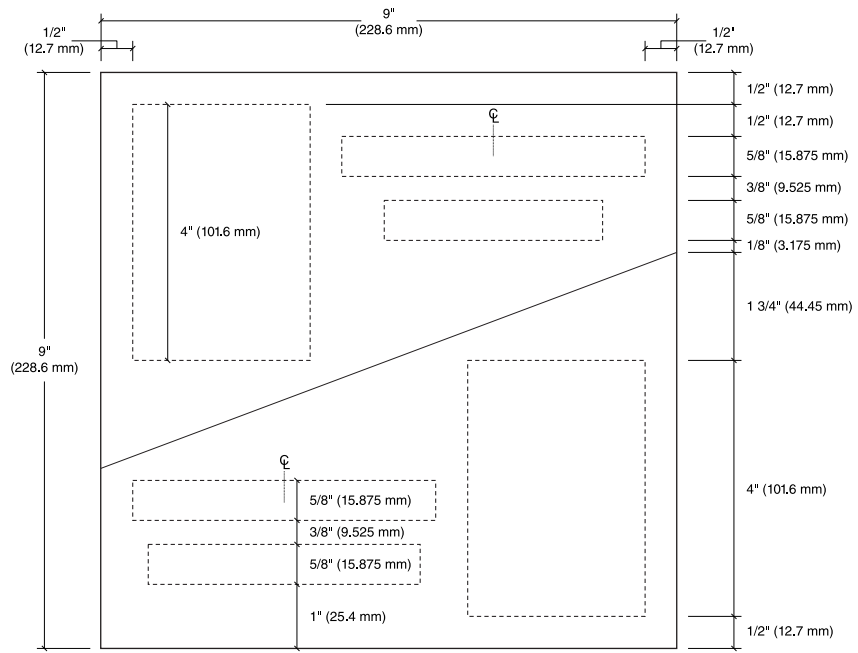 9"
(228.6 mm)
1/2"
(12.7 mm)
1/2"
(12.7 mm)
1/2" (12.7 mm)
℄
1/2" (12.7 mm)
5/8" (15.875 mm)
3/8" (9.525 mm)
4" (101.6 mm)
5/8" (15.875 mm)
1/8" (3.175 mm)
1 3/4" (44.45 mm)
9"
(228.6 mm)
℄
5/8" (15.875 mm)
4" (101.6 mm)
3/8" (9.525 mm)
5/8" (15.875 mm)
1" (25.4 mm)
1/2" (12.7 mm)